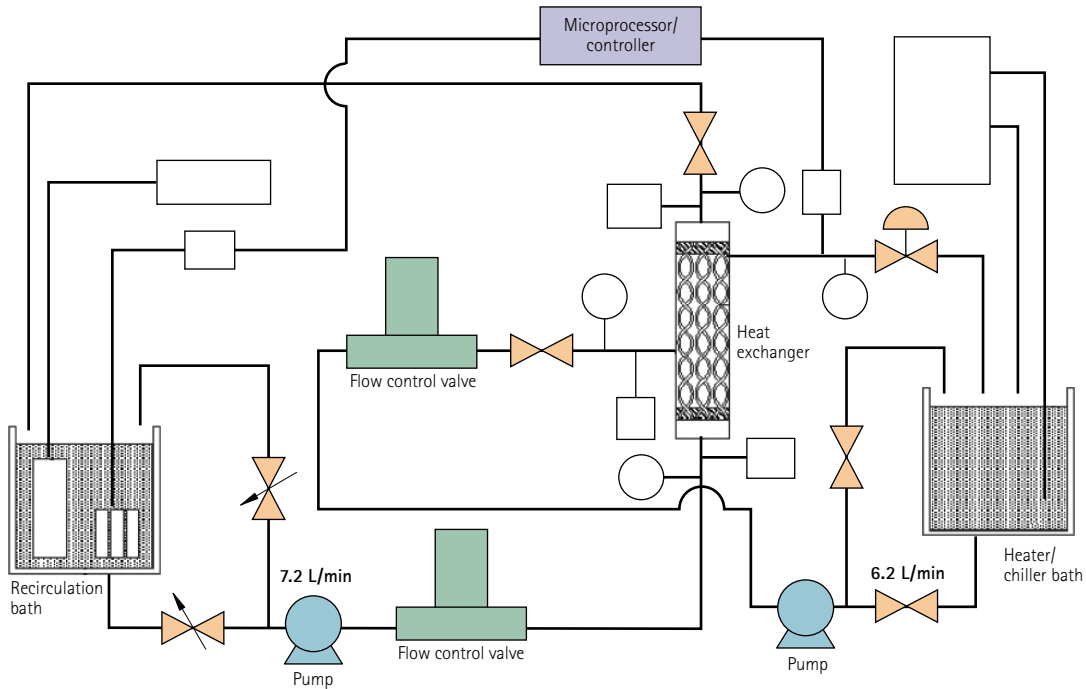 Microprocessor/
controller
Heat
exchanger
Flow control valve
Recirculation
bath
7.2 L/min
6.2 L/min
Heater/
chiller bath
Flow control valve
Pump
Pump